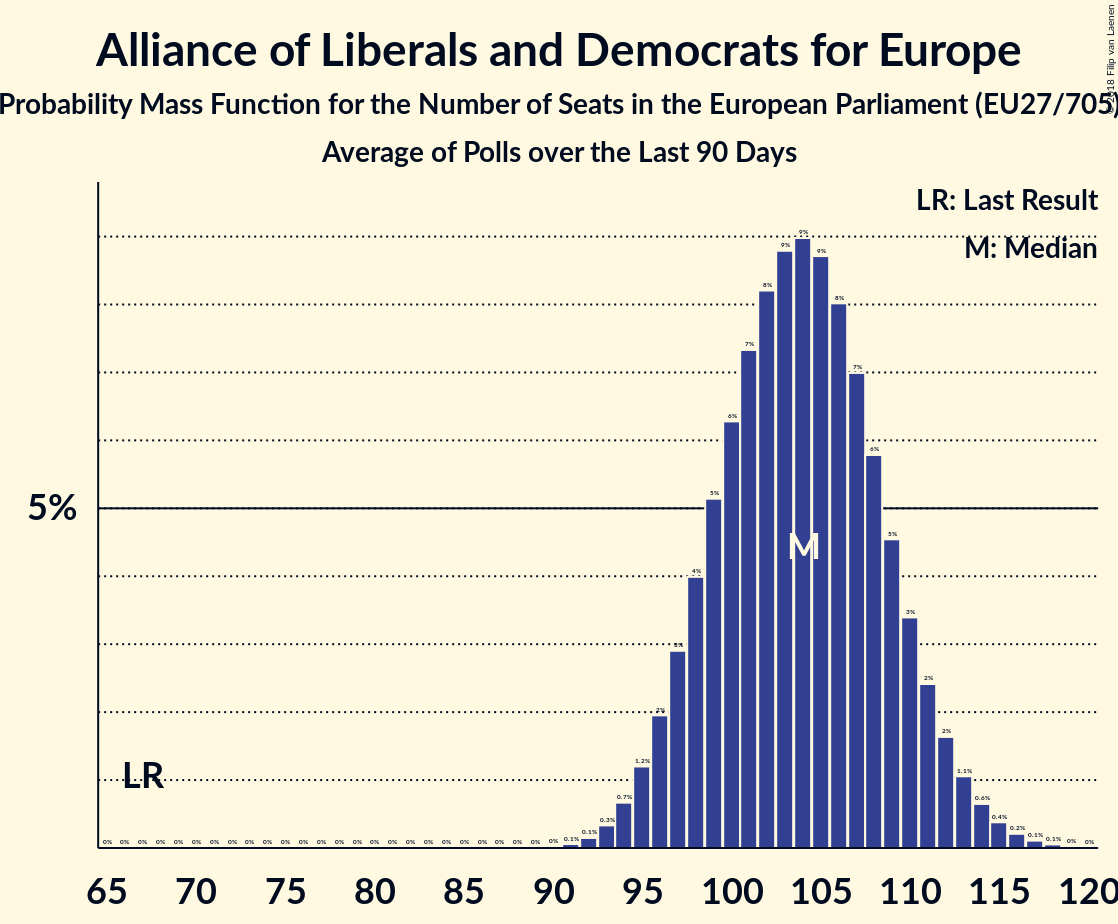 Alliance of Liberals and Democrats for Europe
Probability Mass Function for the Number of Seats in the European Parliament (EU27/705)
Average of Polls over the Last 90 Days
LR: Last Result
M: Median
5%
LR
M
0% 0% 0% 0% 0% 0% 0% 0% 0% 0% 0% 0% 0% 0% 0% 0% 0% 0% 0% 0% 0% 0% 0% 0% 0% 0% 0.1% 0.1% 0.3% 0.7% 1.2% 2% 3% 4% 5% 6% 7% 8% 9% 9% 9% 8% 7% 6% 5% 3% 2% 2% 1.1% 0.6% 0.4% 0.2% 0.1% 0.1% 0% 0%
65 70 75 80 85 90 95 100 105 110 115 120
© 2018 Filip van Laenen